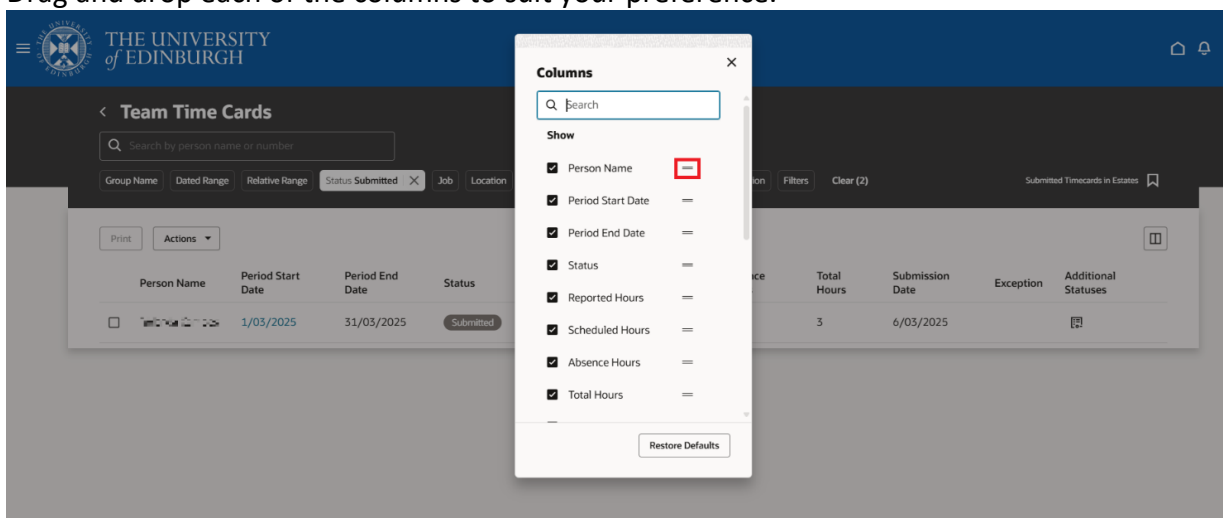 Drag and drop each of the columns to suit your preference.
THE UNIVERSITY
of EDINBURGH
Team Time Cards
Search by person name or number
Group Name Dated Range Relative Range Status Submitted Job Location Filters Clear (2) Submitted Timecards in Estates
Print Actions
Person Name Period Start Date Period End Date Status Total Hours Submission Date Exception Additional Statuses
1/03/2025 31/03/2025 Submitted 3 6/03/2025
Columns
Search
Show
Person Name
Period Start Date
Period End Date
Status
Reported Hours
Scheduled Hours
Absence Hours
Total Hours
Restore Defaults